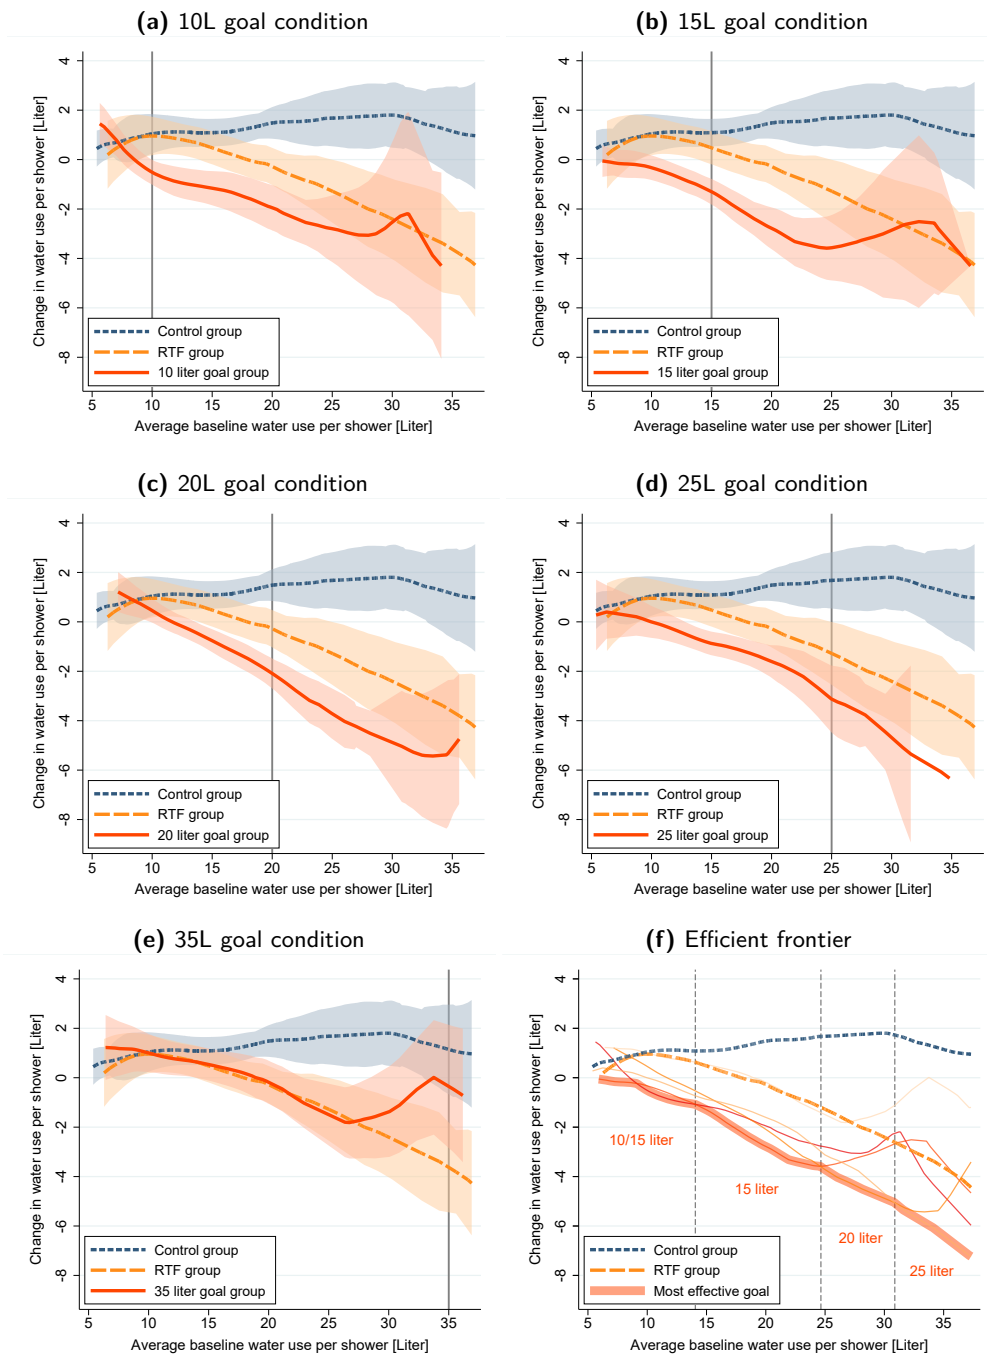 (a) 10L goal condition
Change in water use per shower [Liter]
4
2
0
-2
-4
-6
-8
Control group
RTF group
10 liter goal group
5 10 15 20 25 30 35
Average baseline water use per shower [Liter]
(b) 15L goal condition
Change in water use per shower [Liter]
4
2
0
-2
-4
-6
-8
Control group
RTF group
15 liter goal group
5 10 15 20 25 30 35
Average baseline water use per shower [Liter]
(c) 20L goal condition
Change in water use per shower [Liter]
4
2
0
-2
-4
-6
-8
Control group
RTF group
20 liter goal group
5 10 15 20 25 30 35
Average baseline water use per shower [Liter]
(d) 25L goal condition
Change in water use per shower [Liter]
4
2
0
-2
-4
-6
-8
Control group
RTF group
25 liter goal group
5 10 15 20 25 30 35
Average baseline water use per shower [Liter]
(e) 35L goal condition
Change in water use per shower [Liter]
4
2
0
-2
-4
-6
-8
Control group
RTF group
35 liter goal group
5 10 15 20 25 30 35
Average baseline water use per shower [Liter]
(f) Efficient frontier
Change in water use per shower [Liter]
4
2
0
-2
-4
-6
-8
10/15 liter
15 liter
20 liter
25 liter
Control group
RTF group
Most effective goal
5 10 15 20 25 30 35
Average baseline water use per shower [Liter]